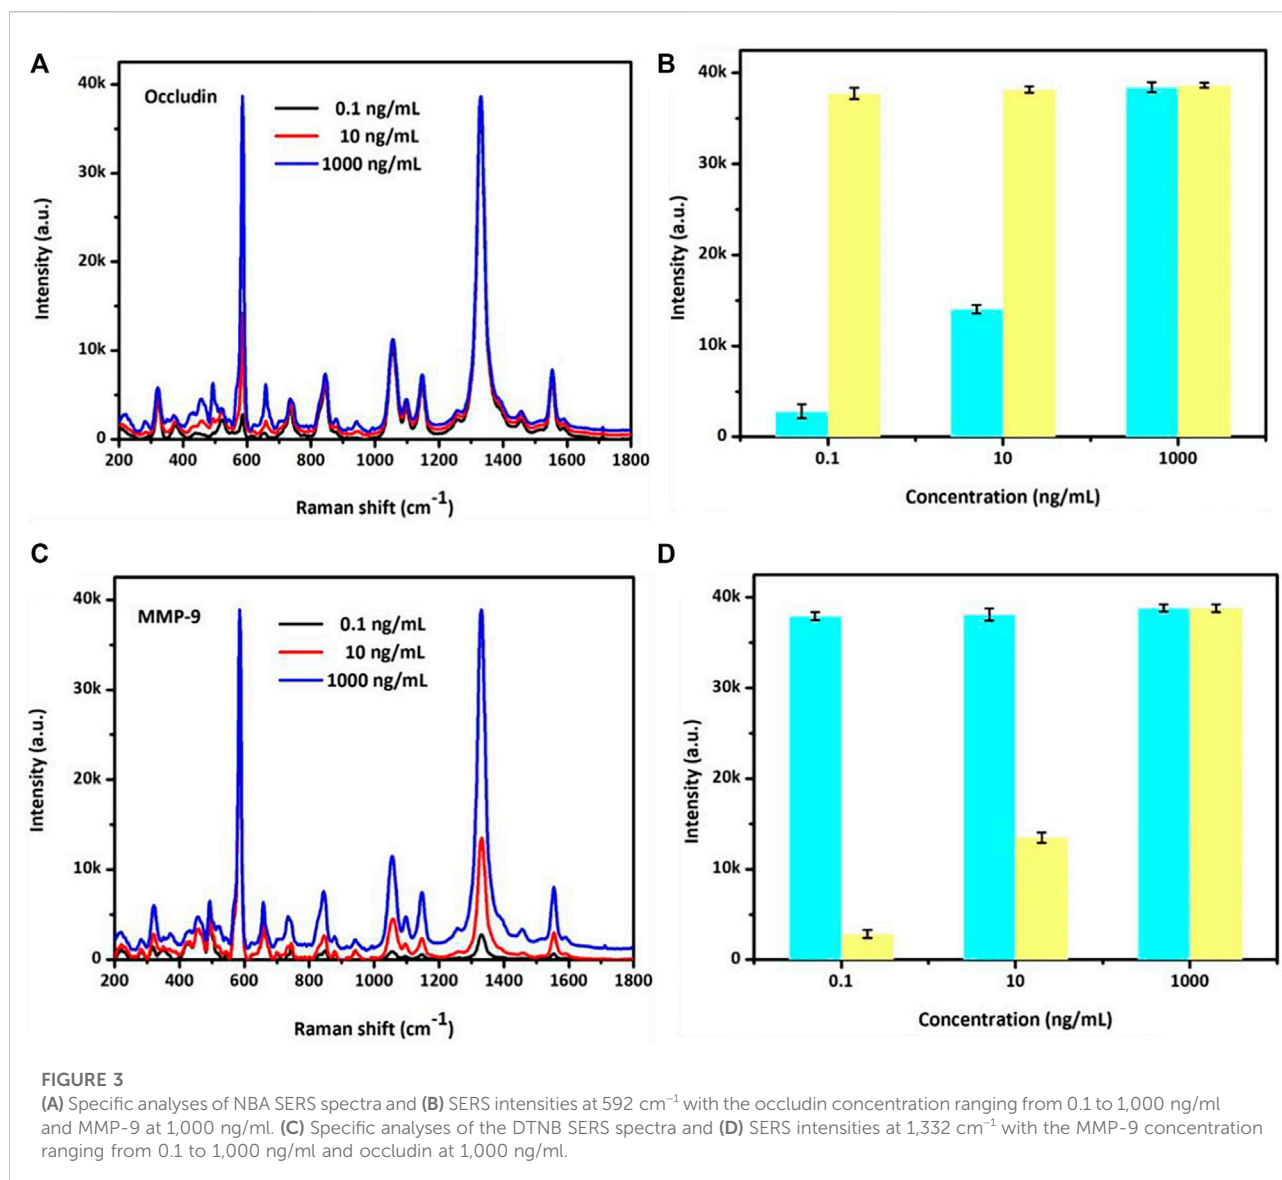 A
Occludin
0.1 ng/mL
10 ng/mL
1000 ng/mL
40k
30k
20k
10k
0
200 400 600 800 1000 1200 1400 1600 1800
Intensity (a.u.)
Raman shift (cm⁻¹)
B
40k
30k
20k
10k
0
0.1 10 1000
Intensity (a.u.)
Concentration (ng/mL)
C
MMP-9
0.1 ng/mL
10 ng/mL
1000 ng/mL
40k
30k
20k
10k
0
200 400 600 800 1000 1200 1400 1600 1800
Intensity (a.u.)
Raman shift (cm⁻¹)
D
40k
30k
20k
10k
0
0.1 10 1000
Intensity (a.u.)
Concentration (ng/mL)
FIGURE 3
(A) Specific analyses of NBA SERS spectra and (B) SERS intensities at 592 cm⁻¹ with the occludin concentration ranging from 0.1 to 1,000 ng/ml
and MMP-9 at 1,000 ng/ml. (C) Specific analyses of the DTNB SERS spectra and (D) SERS intensities at 1,332 cm⁻¹ with the MMP-9 concentration
ranging from 0.1 to 1,000 ng/ml and occludin at 1,000 ng/ml.